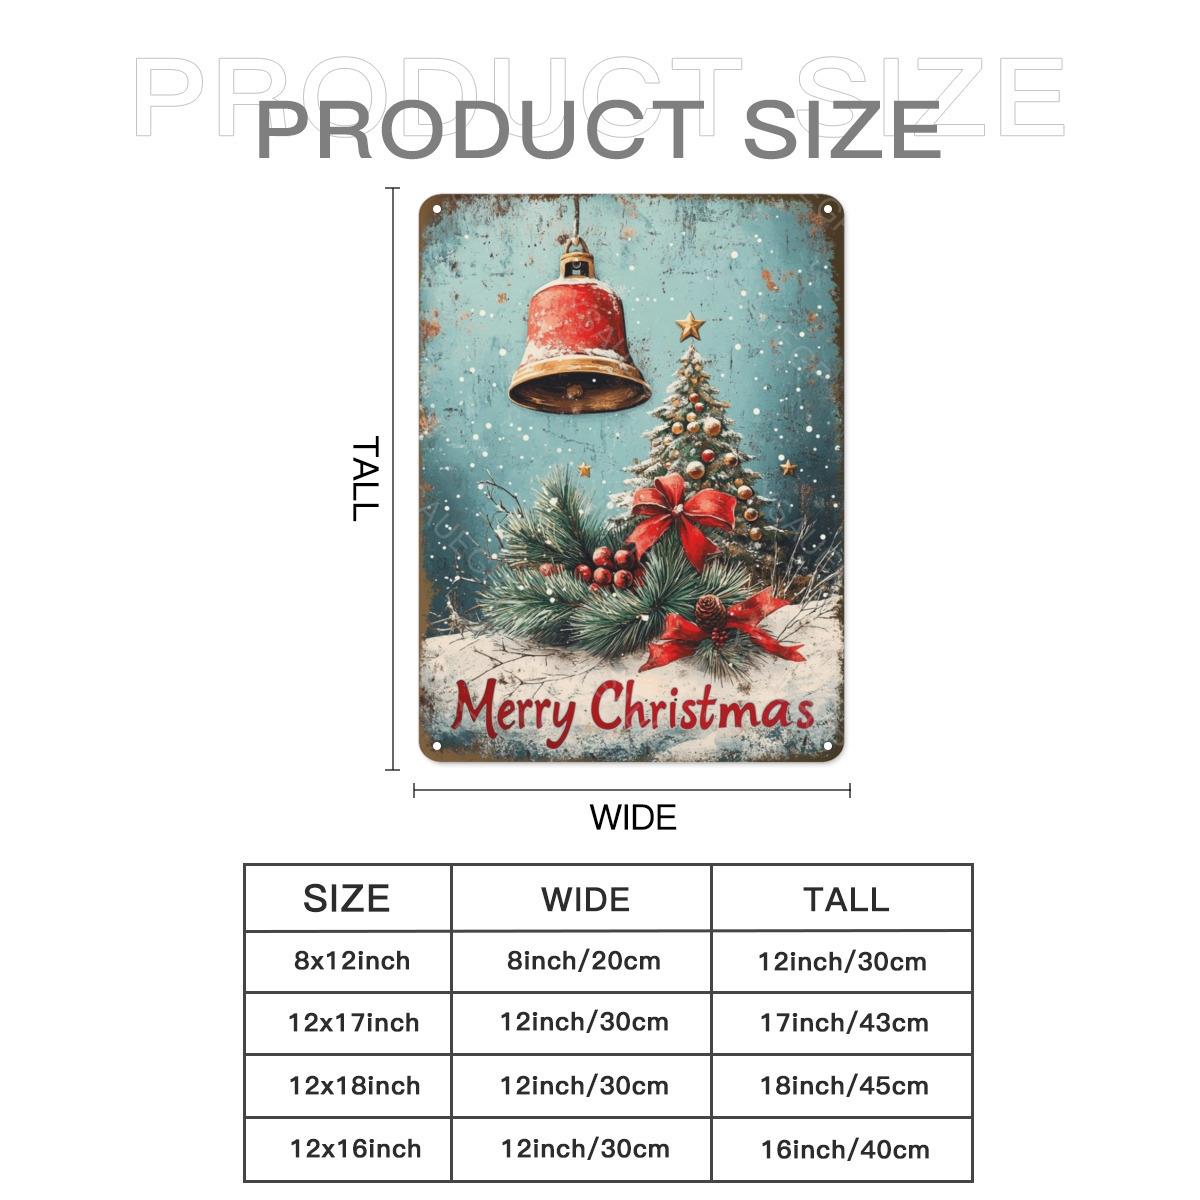 PRODUCT SIZE
PRODUCT SIZE
TALL
Merry Christmas
WIDE
SIZE WIDE TALL
8x12inch 8inch/20cm 12inch/30cm
12x17inch 12inch/30cm 17inch/43cm
12x18inch 12inch/30cm 18inch/45cm
12x16inch 12inch/30cm 16inch/40cm